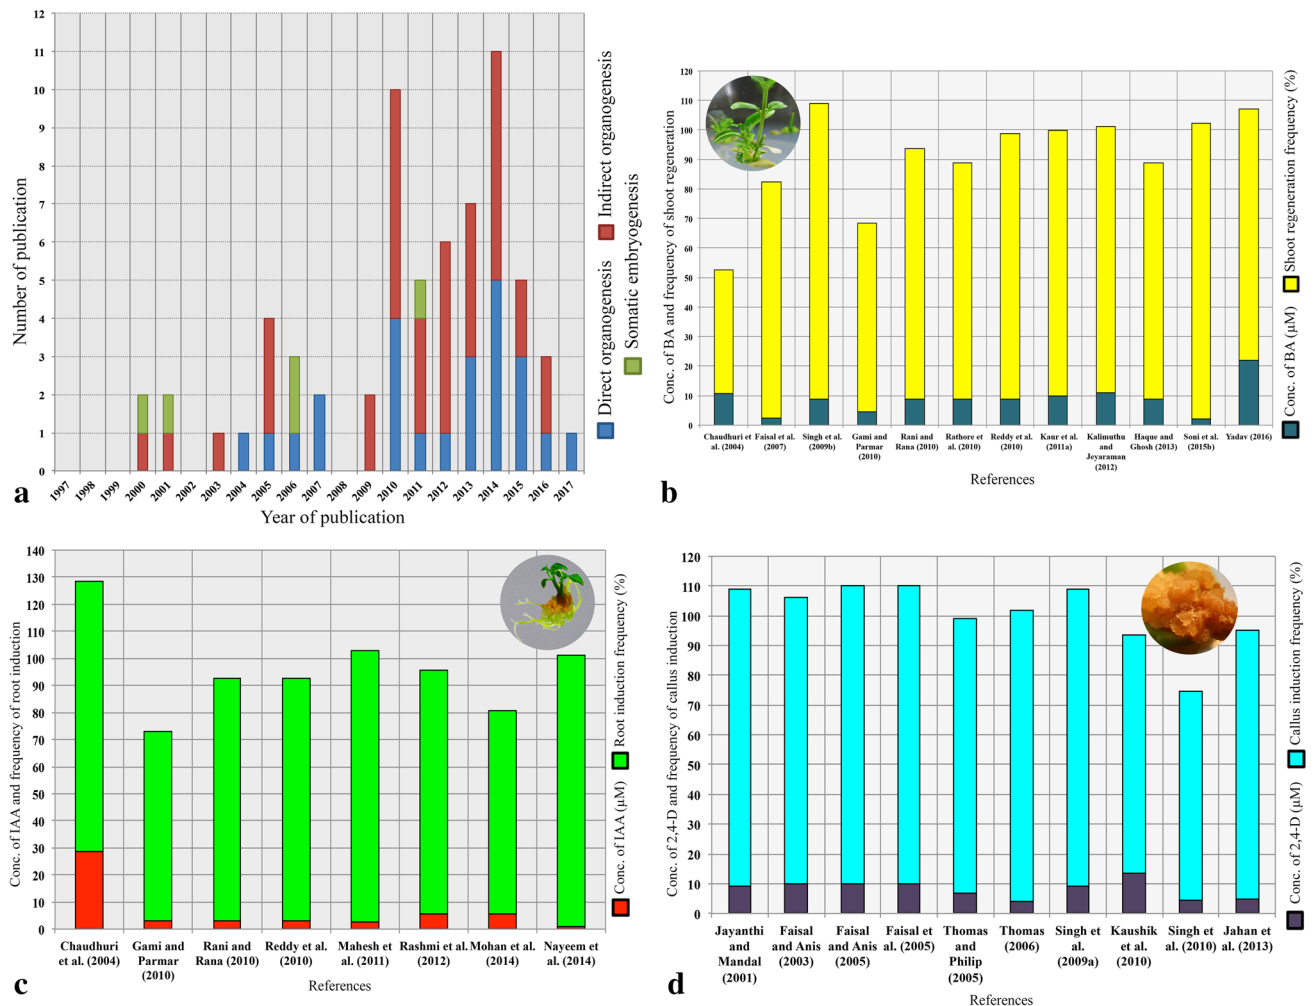 12
11
10
9
8
7
6
5
4
3
2
1
0
Number of publication
1997
1998
1999
2000
2001
2003
2004
2005
2006
2007
2008
2009
2010
2011
2012
2013
2014
2015
2016
2017
Year of publication
Direct organogenesis
Indirect organogenesis
Somatic embryogenesis
a
120
110
100
90
80
70
60
50
40
30
20
10
0
Conc. of BA and frequency of shoot regeneration
Chaudhuri et
al. (2004)
Faisal et al.
(2007)
Singh et al.
(2009b)
Gami and
Parmar
(2010)
Rani and
Rana (2010)
Rathore et
al. (2010)
Reddy et al.
(2010)
Kaur et al.
(2011a)
Kalimuthu
and
Jeyaraman
(2012)
Haque and
Ghosh (2013)
Soni et al.
(2015b)
Yadav (2016)
References
Conc. of BA (µM)
Shoot regeneration frequency (%)
b
140
130
120
110
100
90
80
70
60
50
40
30
20
10
0
Conc. of IAA and frequency of root induction
Chaudhuri
et al. (2004)
Gami and
Parmar
(2010)
Rani and
Rana (2010)
Reddy et al.
(2010)
Mahesh et
al. (2011)
Rashmi et al.
(2012)
Mohan et al.
(2014)
Nayeem et
al. (2014)
References
Conc. of IAA (µM)
Root induction frequency (%)
c
120
110
100
90
80
70
60
50
40
30
20
10
0
Conc. of 2,4-D and frequency of callus induction
Jayanthi
and
Mandal
(2001)
Faisal
and Anis
(2003)
Faisal
and Anis
(2005)
Faisal et
al. (2005)
Thomas
and
Philip
(2005)
Thomas
(2006)
Singh et
al.
(2009a)
Kaushik
et al.
(2010)
Singh et
al. (2010)
Jahan et
al. (2013)
References
Conc. of 2,4-D (µM)
Callus induction frequency (%)
d